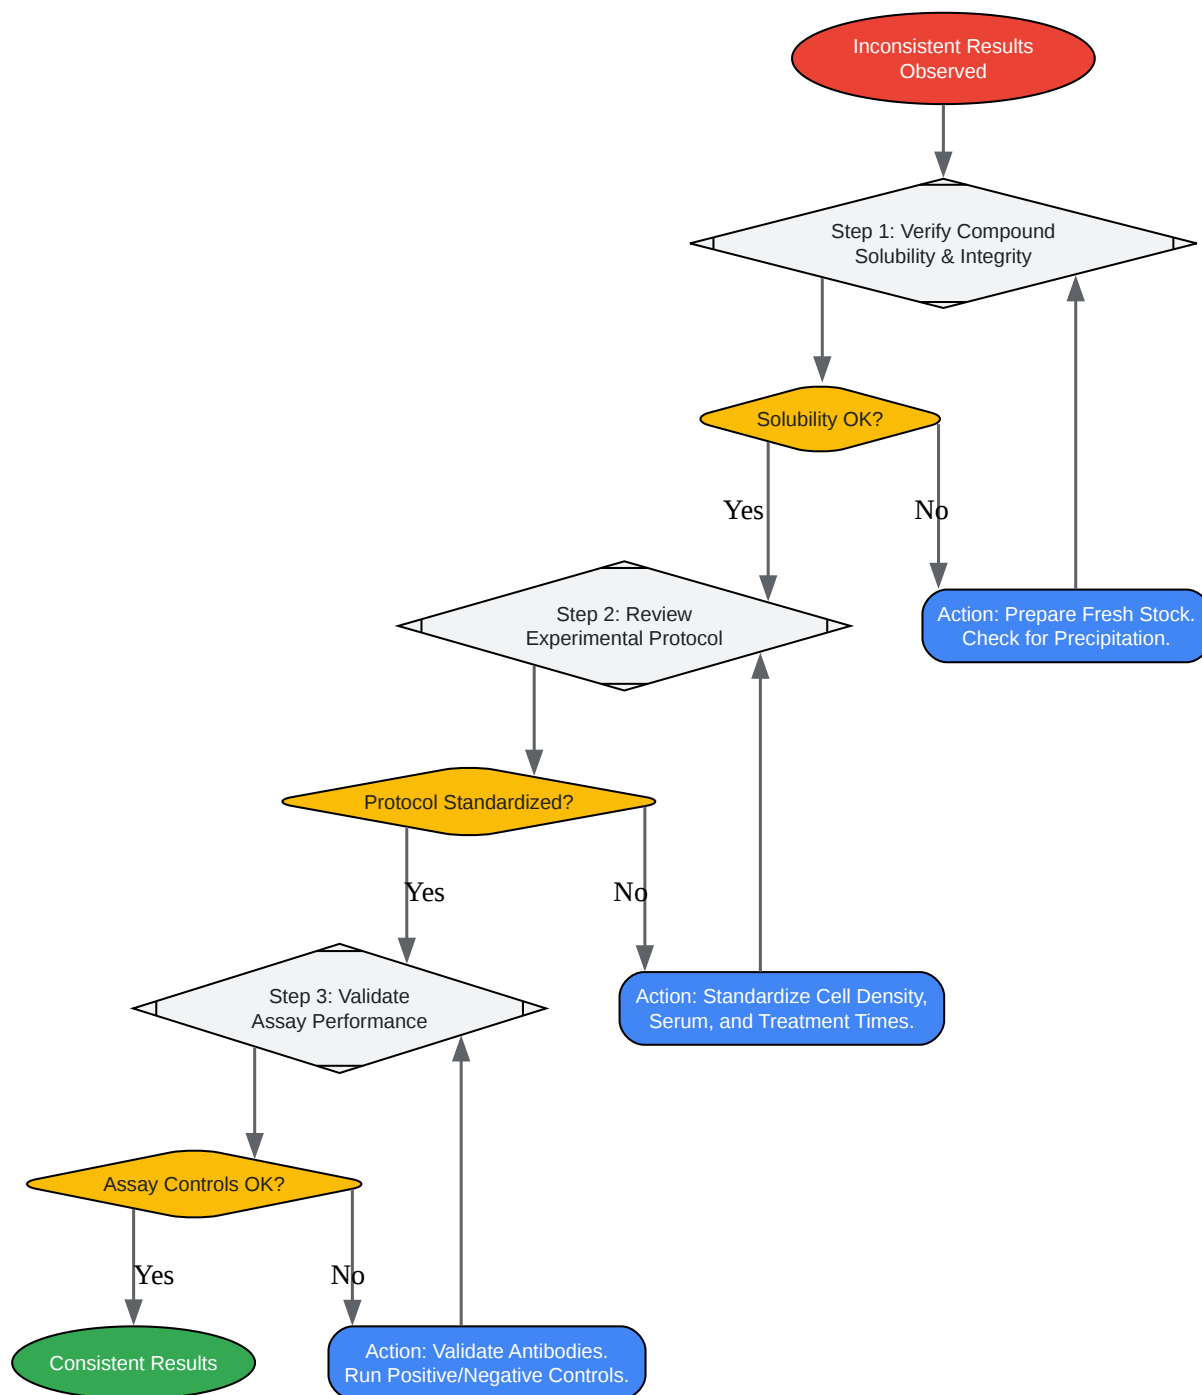 Inconsistent Results
Observed
Step 1: Verify Compound
Solubility & Integrity
Solubility OK?
Yes
No
Step 2: Review
Experimental Protocol
Action: Prepare Fresh Stock.
Check for Precipitation.
Protocol Standardized?
Yes
No
Step 3: Validate
Assay Performance
Action: Standardize Cell Density,
Serum, and Treatment Times.
Assay Controls OK?
Yes
No
Consistent Results
Action: Validate Antibodies.
Run Positive/Negative Controls.